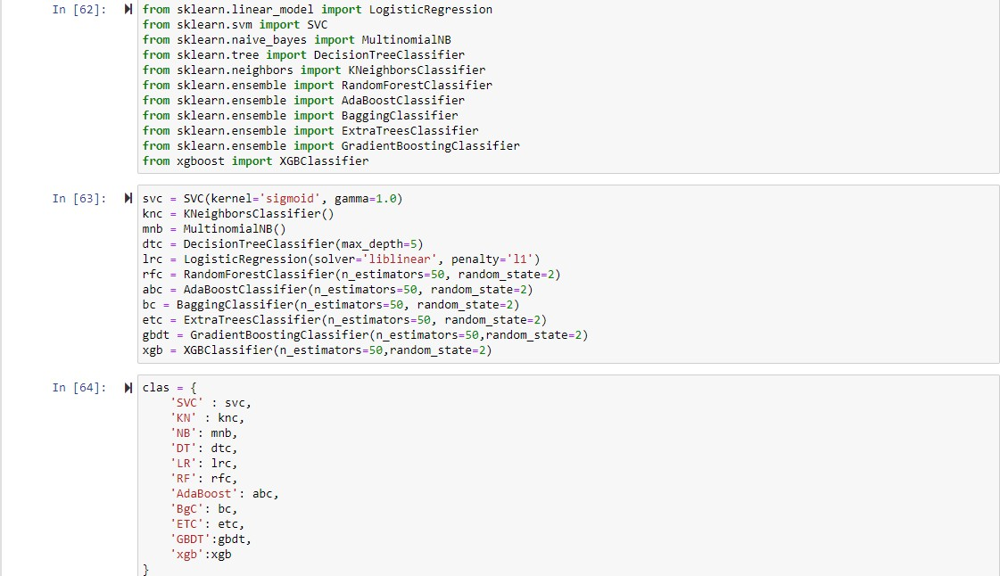 In [62]: from sklearn.linear_model import LogisticRegression
from sklearn.svm import SVC
from sklearn.naive_bayes import MultinomialNB
from sklearn.tree import DecisionTreeClassifier
from sklearn.neighbors import KNeighborsClassifier
from sklearn.ensemble import RandomForestClassifier
from sklearn.ensemble import AdaBoostClassifier
from sklearn.ensemble import BaggingClassifier
from sklearn.ensemble import ExtraTreesClassifier
from sklearn.ensemble import GradientBoostingClassifier
from xgboost import XGBClassifier
In [63]: svc = SVC(kernel='sigmoid', gamma=1.0)
knc = KNeighborsClassifier()
mnb = MultinomialNB()
dtc = DecisionTreeClassifier(max_depth=5)
lrc = LogisticRegression(solver='liblinear', penalty='l1')
rfc = RandomForestClassifier(n_estimators=50, random_state=2)
abc = AdaBoostClassifier(n_estimators=50, random_state=2)
bc = BaggingClassifier(n_estimators=50, random_state=2)
etc = ExtraTreesClassifier(n_estimators=50, random_state=2)
gbdt = GradientBoostingClassifier(n_estimators=50,random_state=2)
xgb = XGBClassifier(n_estimators=50,random_state=2)
In [64]: clas = {
    'SVC' : svc,
    'KN' : knc,
    'NB': mnb,
    'DT': dtc,
    'LR': lrc,
    'RF': rfc,
    'AdaBoost': abc,
    'BgC': bc,
    'ETC': etc,
    'GBDT':gbdt,
    'xgb':xgb
}